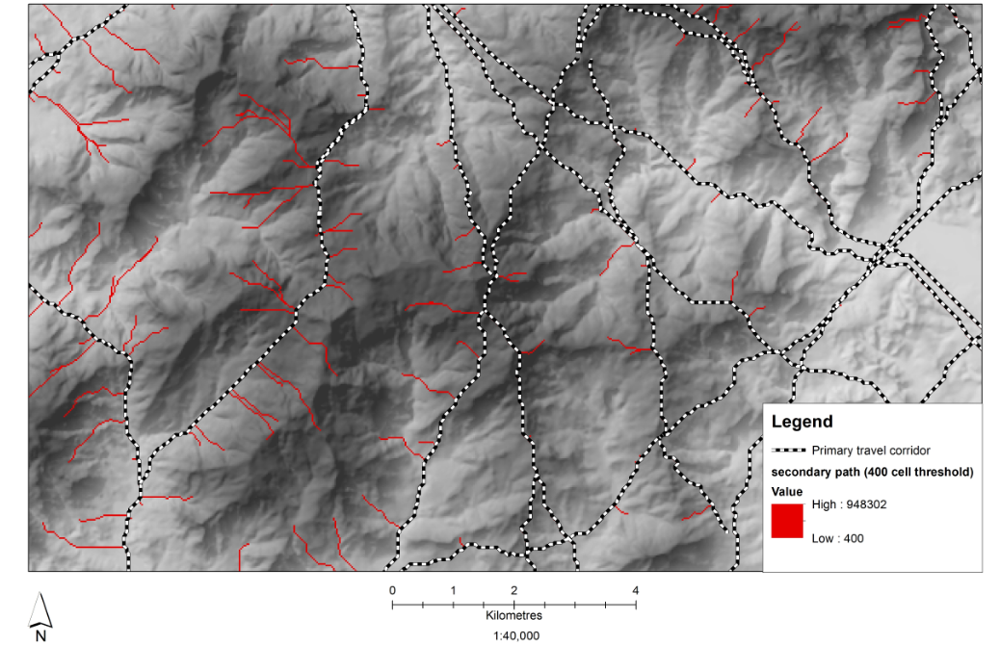 Legend
Primary travel corridor
secondary path (400 cell threshold)
Value
High : 948302
Low : 400
0 1 2 4
Kilometres
1:40,000
N